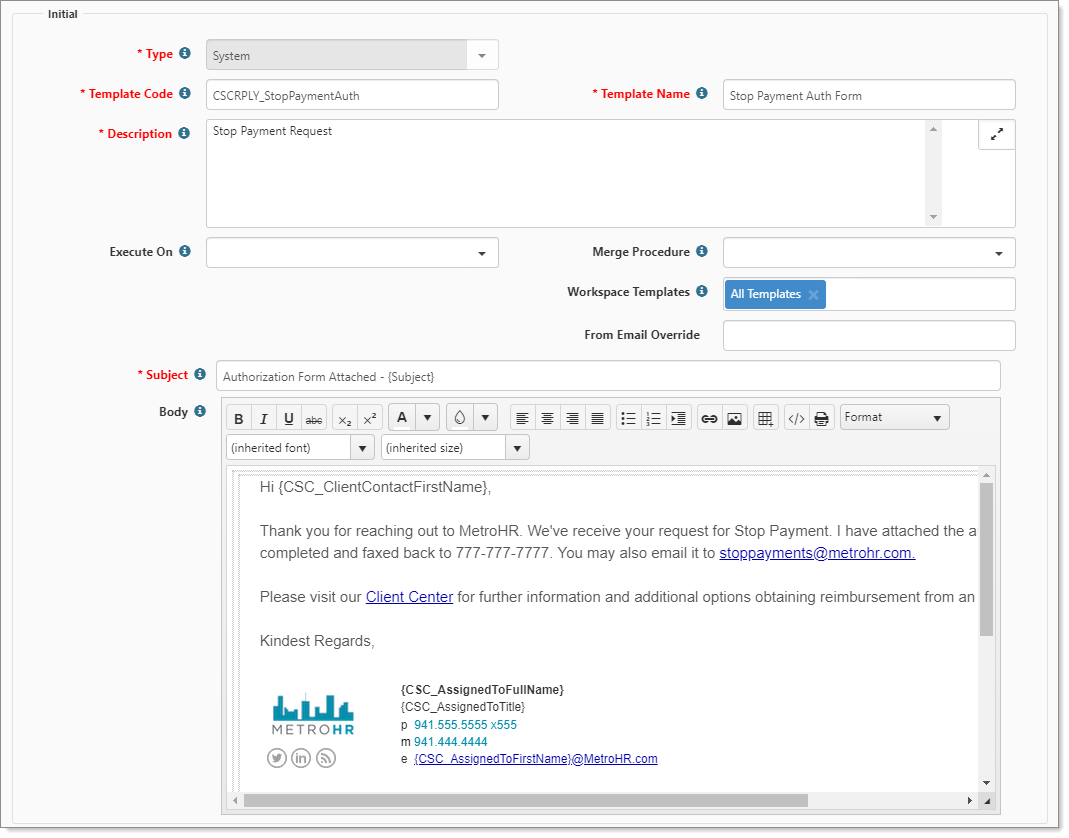 Initial
* Type System
* Template Code CSCRPLY_StopPaymentAuth * Template Name Stop Payment Auth Form
* Description Stop Payment Request
Execute On Merge Procedure
Workspace Templates All Templates
From Email Override
* Subject Authorization Form Attached - {Subject}
Body B I U abc X₂ X² A Format
(inherited font) (inherited size)
Hi {CSC_ClientContactFirstName},
Thank you for reaching out to MetroHR. We've receive your request for Stop Payment. I have attached the a
completed and faxed back to 777-777-7777. You may also email it to stoppayments@metrohr.com.
Please visit our Client Center for further information and additional options obtaining reimbursement from an
Kindest Regards,
METROHR
{CSC_AssignedToFullName}
{CSC_AssignedToTitle}
p 941.555.5555 x555
m 941.444.4444
e {CSC_AssignedToFirstName}@MetroHR.com